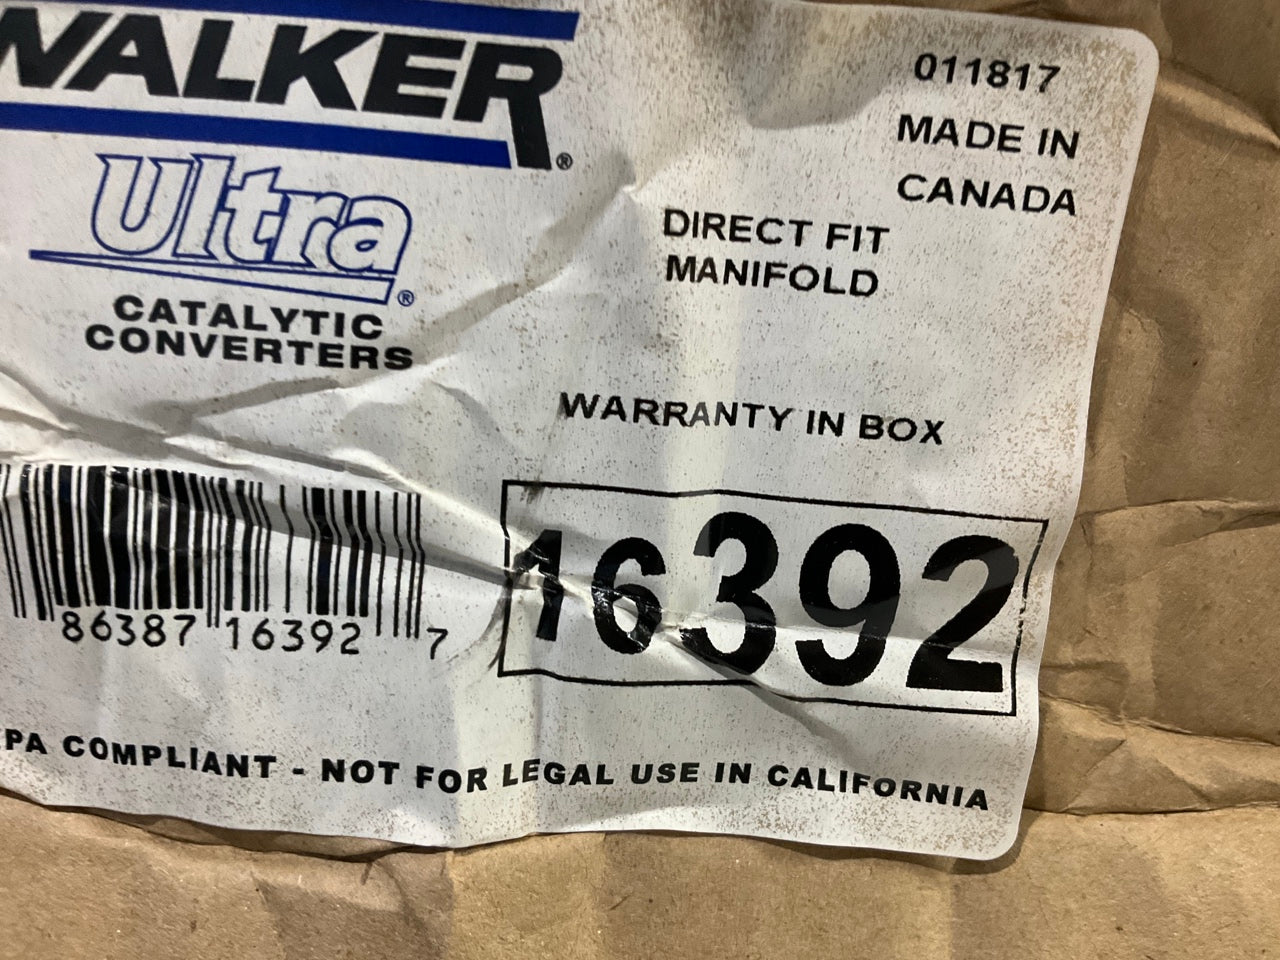 WALKER®
Ultra®
CATALYTIC
CONVERTERS
011817
MADE IN
CANADA
DIRECT FIT
MANIFOLD
WARRANTY IN BOX
86387 16392 7
16392
PA COMPLIANT - NOT FOR LEGAL USE IN CALIFORNIA